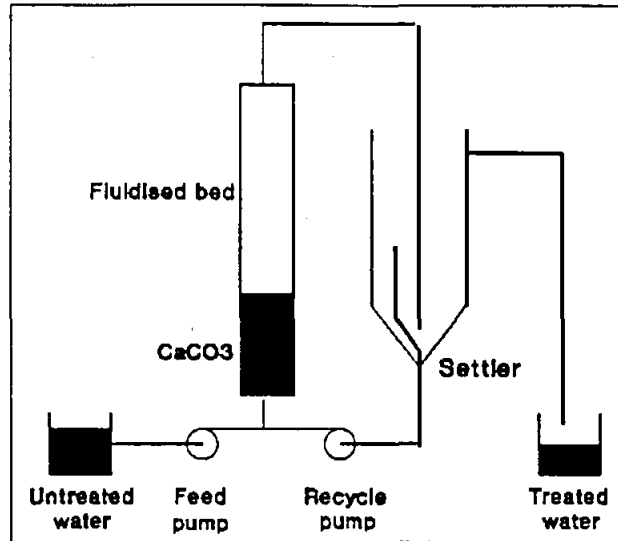 Fluidised bed
CaCO3
Settler
Untreated
water
Feed
pump
Recycle
pump
Treated
water